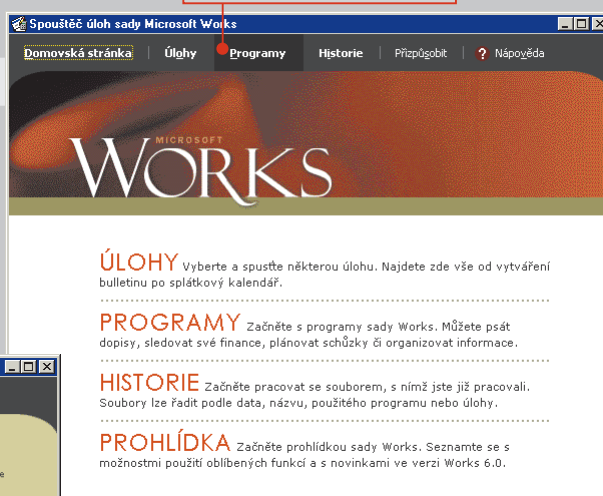 Spouštěč úloh sady Microsoft Works
Domovská stránka Úlohy Programy Historie Přizpůsobit ? Nápověda
MICROSOFT
WORKS
ÚLOHY Vyberte a spusťte některou úlohu. Najdete zde vše od vytváření
bulletinu po splátkový kalendář.
PROGRAMY Začněte s programy sady Works. Můžete psát
dopisy, sledovat své finance, plánovat schůzky či organizovat informace.
HISTORIE Začněte pracovat se souborem, s nímž jste již pracovali.
Soubory lze řadit podle data, názvu, použitého programu nebo úlohy.
PROHLÍDKA Začněte prohlídkou sady Works. Seznamte se s
možnostmi použití oblíbených funkcí a s novinkami ve verzi Works 6.0.
e